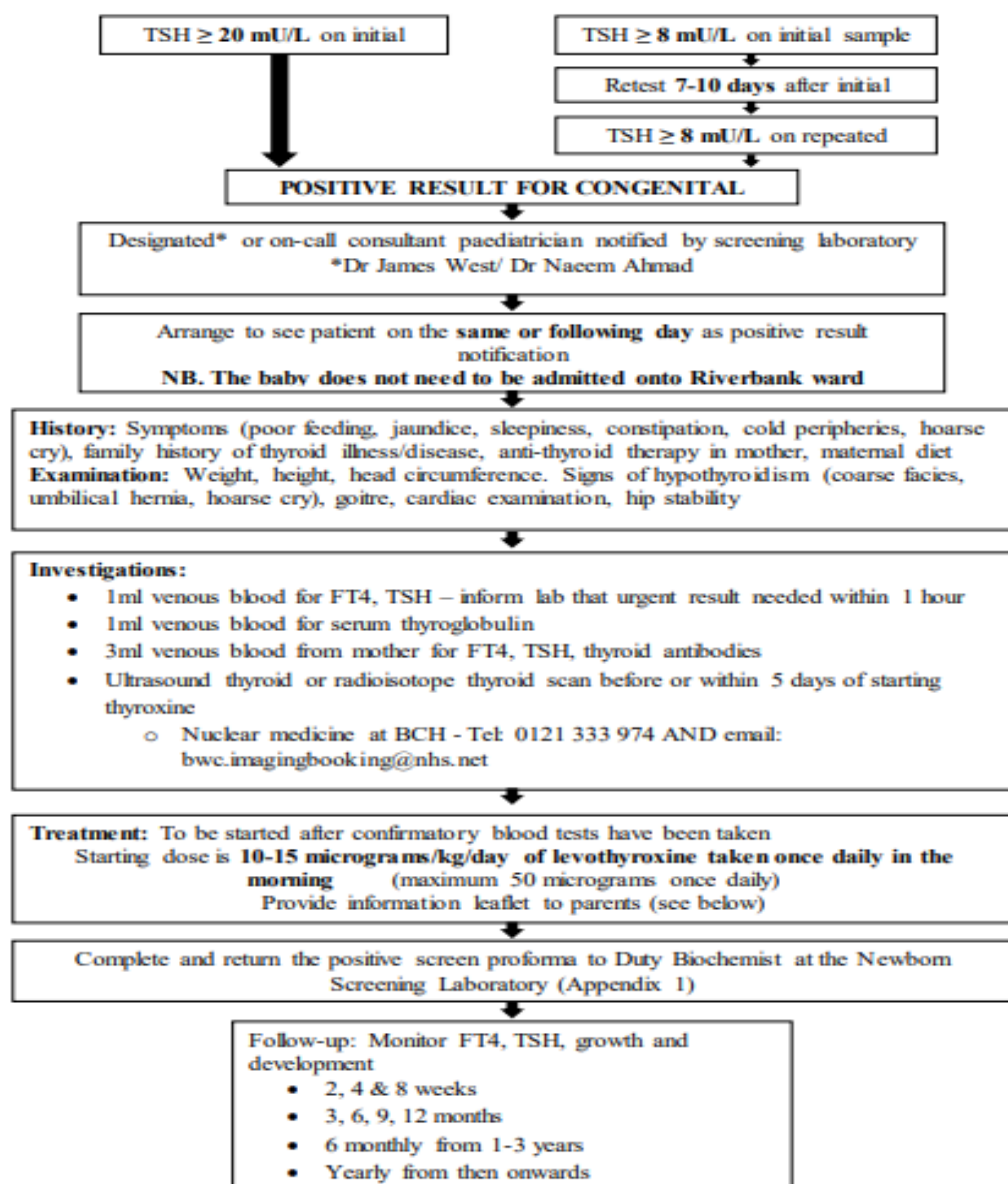 TSH ≥ 20 mU/L on initial
TSH ≥ 8 mU/L on initial sample
Retest 7-10 days after initial
TSH ≥ 8 mU/L on repeated
POSITIVE RESULT FOR CONGENITAL
Designated* or on-call consultant paediatrician notified by screening laboratory
*Dr James West/ Dr Naeem Ahmad
Arrange to see patient on the same or following day as positive result
notification
NB. The baby does not need to be admitted onto Riverbank ward
History: Symptoms (poor feeding, jaundice, sleepiness, constipation, cold peripheries, hoarse
cry), family history of thyroid illness/disease, anti-thyroid therapy in mother, maternal diet
Examination: Weight, height, head circumference. Signs of hypothyroidism (coarse facies,
umbilical hernia, hoarse cry), goitre, cardiac examination, hip stability
Investigations:
• 1ml venous blood for FT4, TSH – inform lab that urgent result needed within 1 hour
• 1ml venous blood for serum thyroglobulin
• 3ml venous blood from mother for FT4, TSH, thyroid antibodies
• Ultrasound thyroid or radioisotope thyroid scan before or within 5 days of starting
thyroxine
o Nuclear medicine at BCH - Tel: 0121 333 974 AND email:
bwc.imagingbooking@nhs.net
Treatment: To be started after confirmatory blood tests have been taken
Starting dose is 10-15 micrograms/kg/day of levothyroxine taken once daily in the
morning (maximum 50 micrograms once daily)
Provide information leaflet to parents (see below)
Complete and return the positive screen proforma to Duty Biochemist at the Newborn
Screening Laboratory (Appendix 1)
Follow-up: Monitor FT4, TSH, growth and
development
• 2, 4 & 8 weeks
• 3, 6, 9, 12 months
• 6 monthly from 1-3 years
• Yearly from then onwards